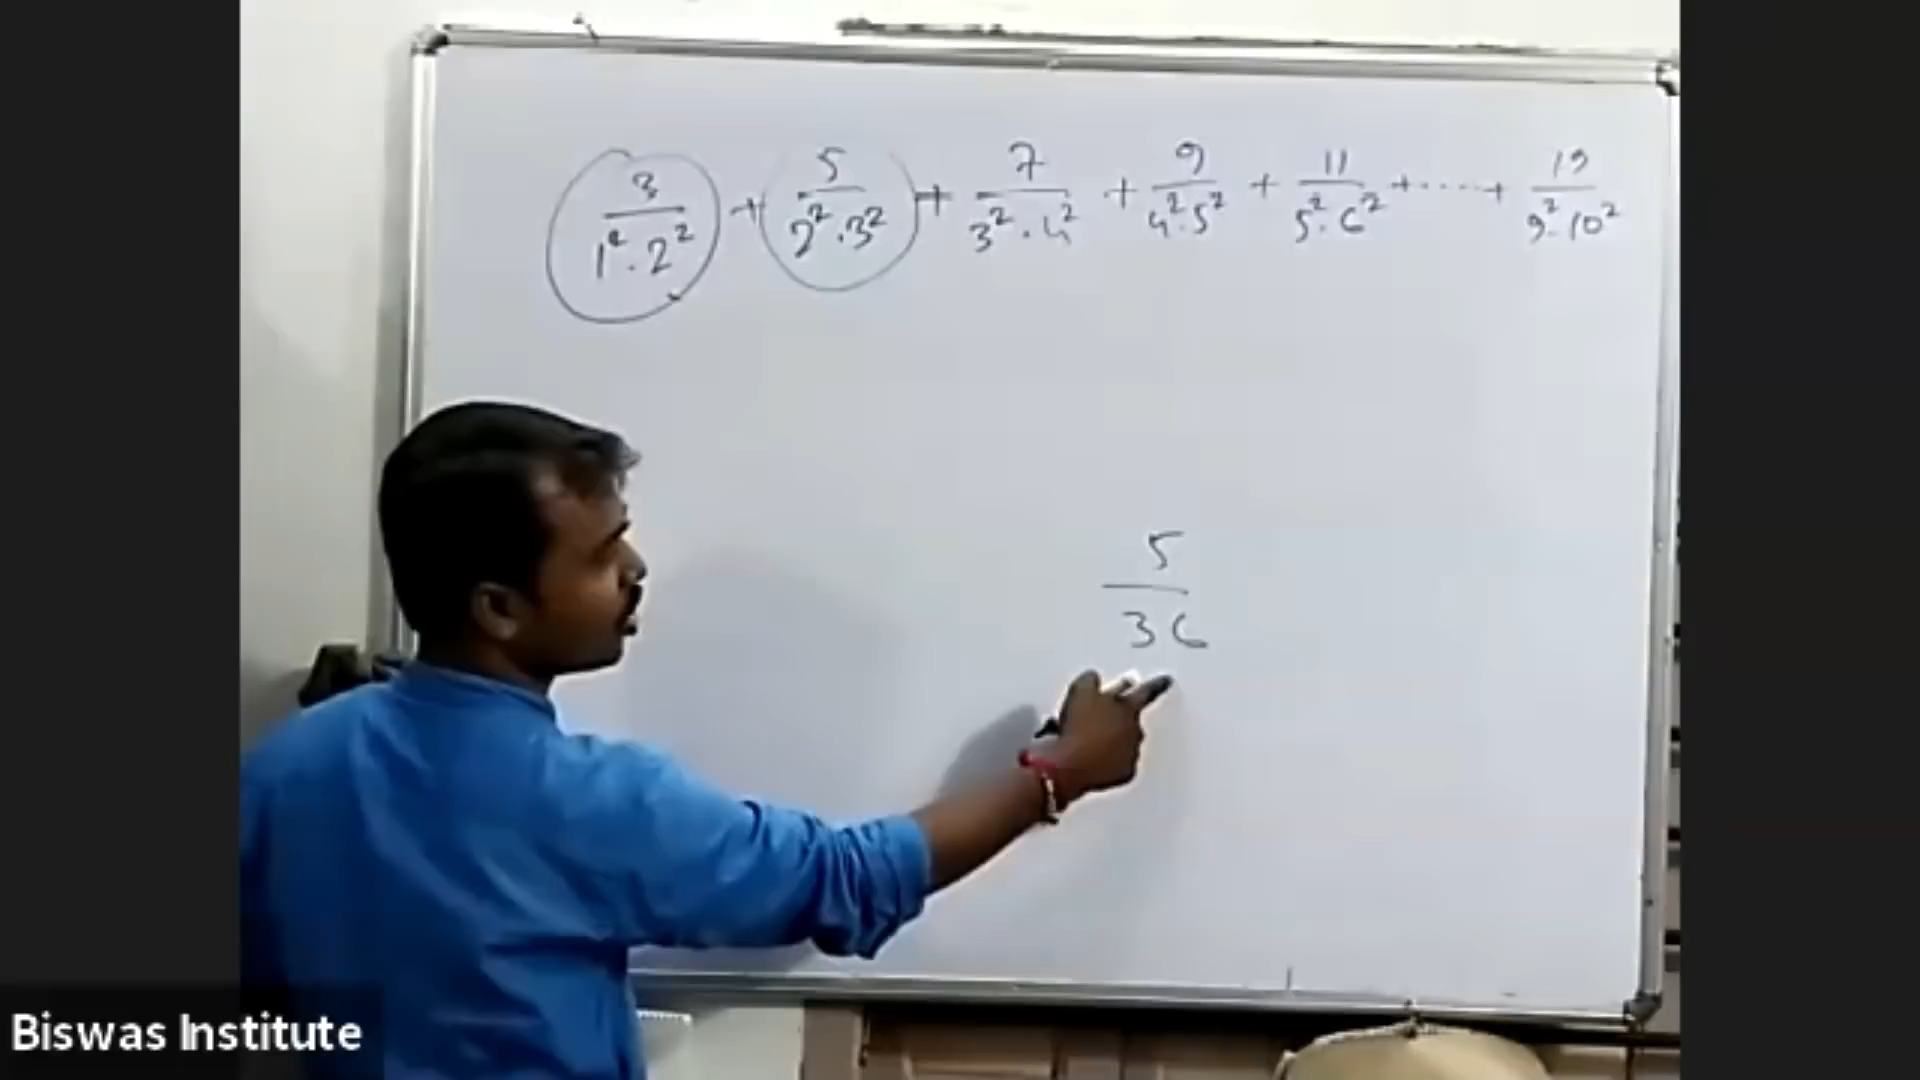 3/(1².2²) + 5/(2².3²) + 7/(3².4²) + 9/(4².5²) + 11/(5².6²) + ..... + 19/(9².10²)
5/36
Biswas Institute